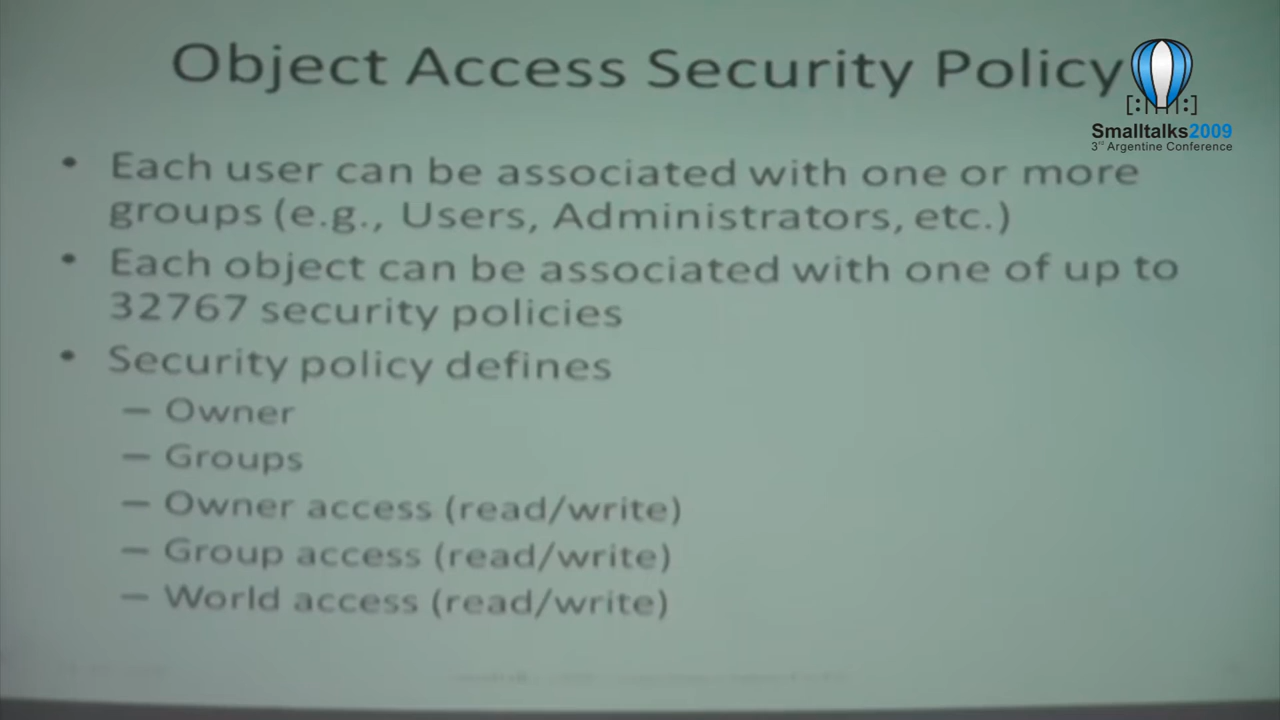 Object Access Security Policy
[:|||:]
Smalltalks2009
3rd Argentine Conference
• Each user can be associated with one or more
groups (e.g., Users, Administrators, etc.)
• Each object can be associated with one of up to
32767 security policies
• Security policy defines
– Owner
– Groups
– Owner access (read/write)
– Group access (read/write)
– World access (read/write)